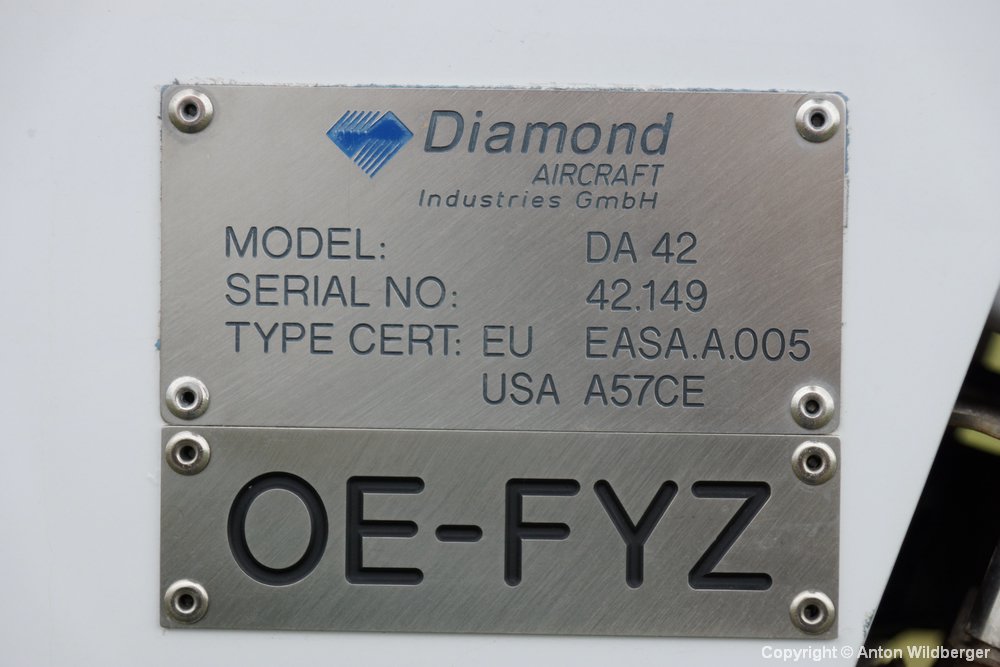 Diamond
AIRCRAFT
Industries GmbH
MODEL: DA 42
SERIAL NO: 42.149
TYPE CERT: EU EASA.A.005
USA A57CE
OE-FYZ
Copyright © Anton Wildberger